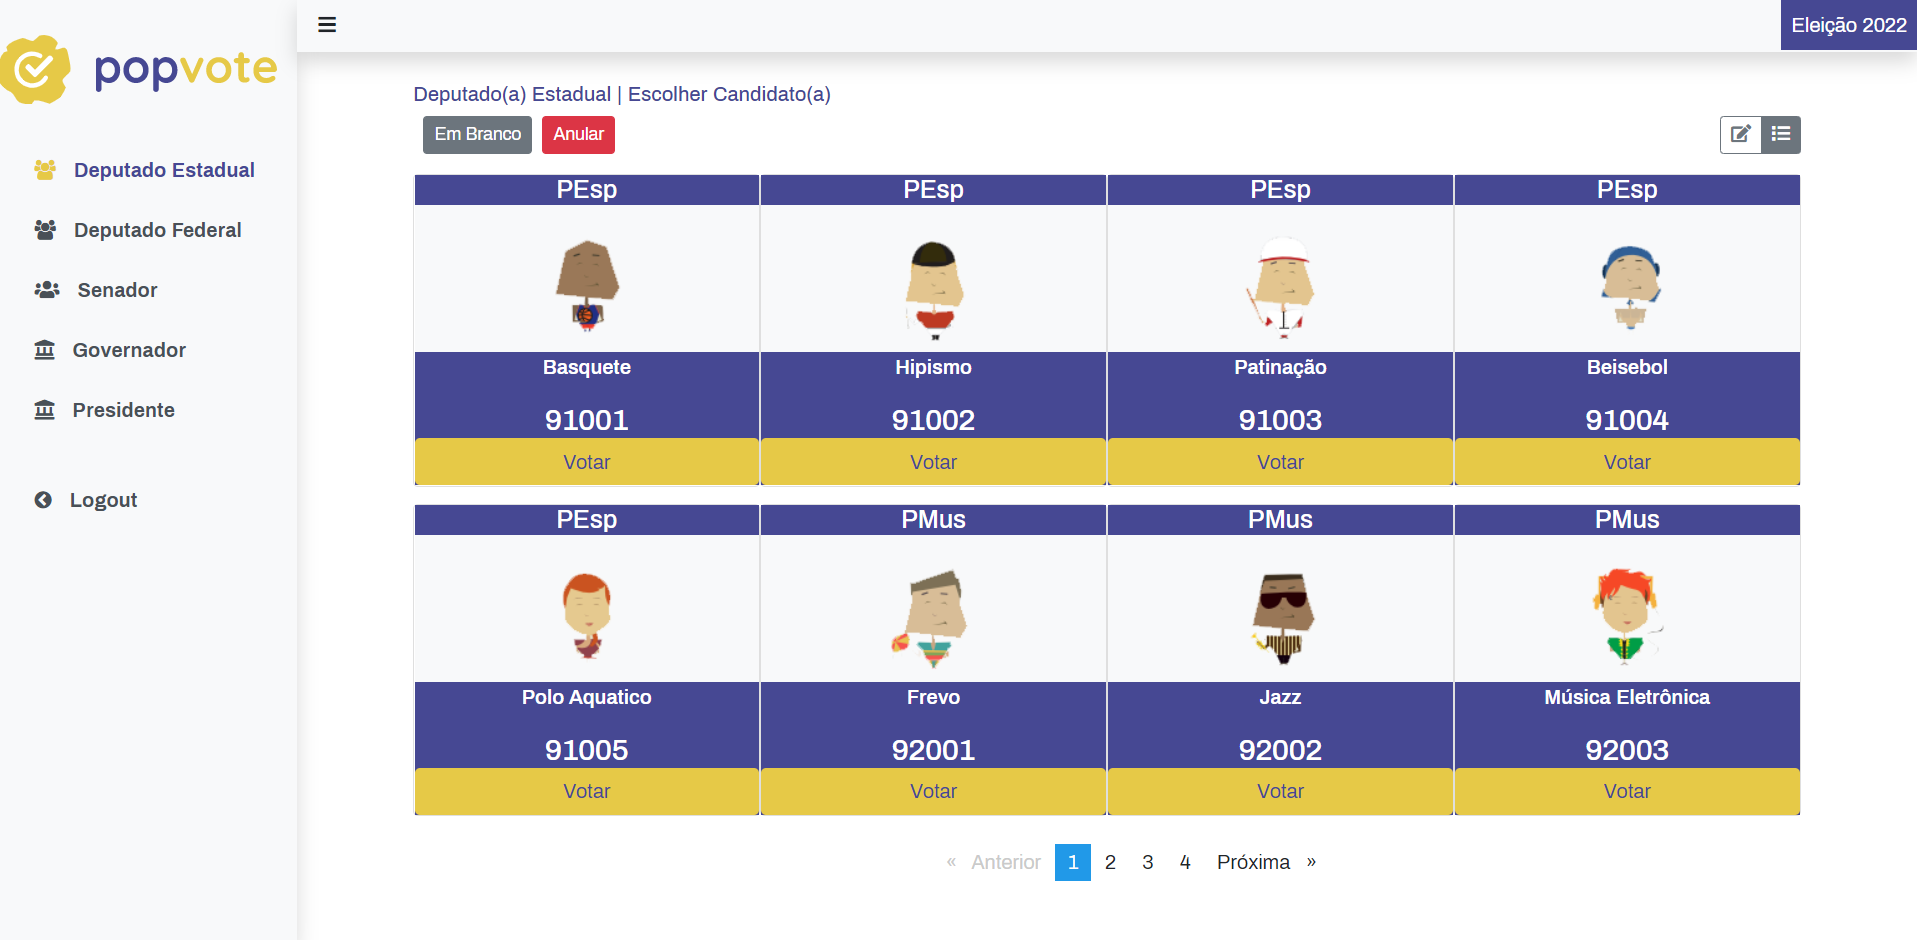 popvote
Eleição 2022
Deputado Estadual
Deputado Federal
Senador
Governador
Presidente
Logout
Deputado(a) Estadual | Escolher Candidato(a)
Em Branco Anular
PEsp PEsp PEsp PEsp
Basquete Hipismo Patinação Beisebol
91001 91002 91003 91004
Votar Votar Votar Votar
PEsp PMus PMus PMus
Polo Aquatico Frevo Jazz Música Eletrônica
91005 92001 92002 92003
Votar Votar Votar Votar
« Anterior 1 2 3 4 Próxima »